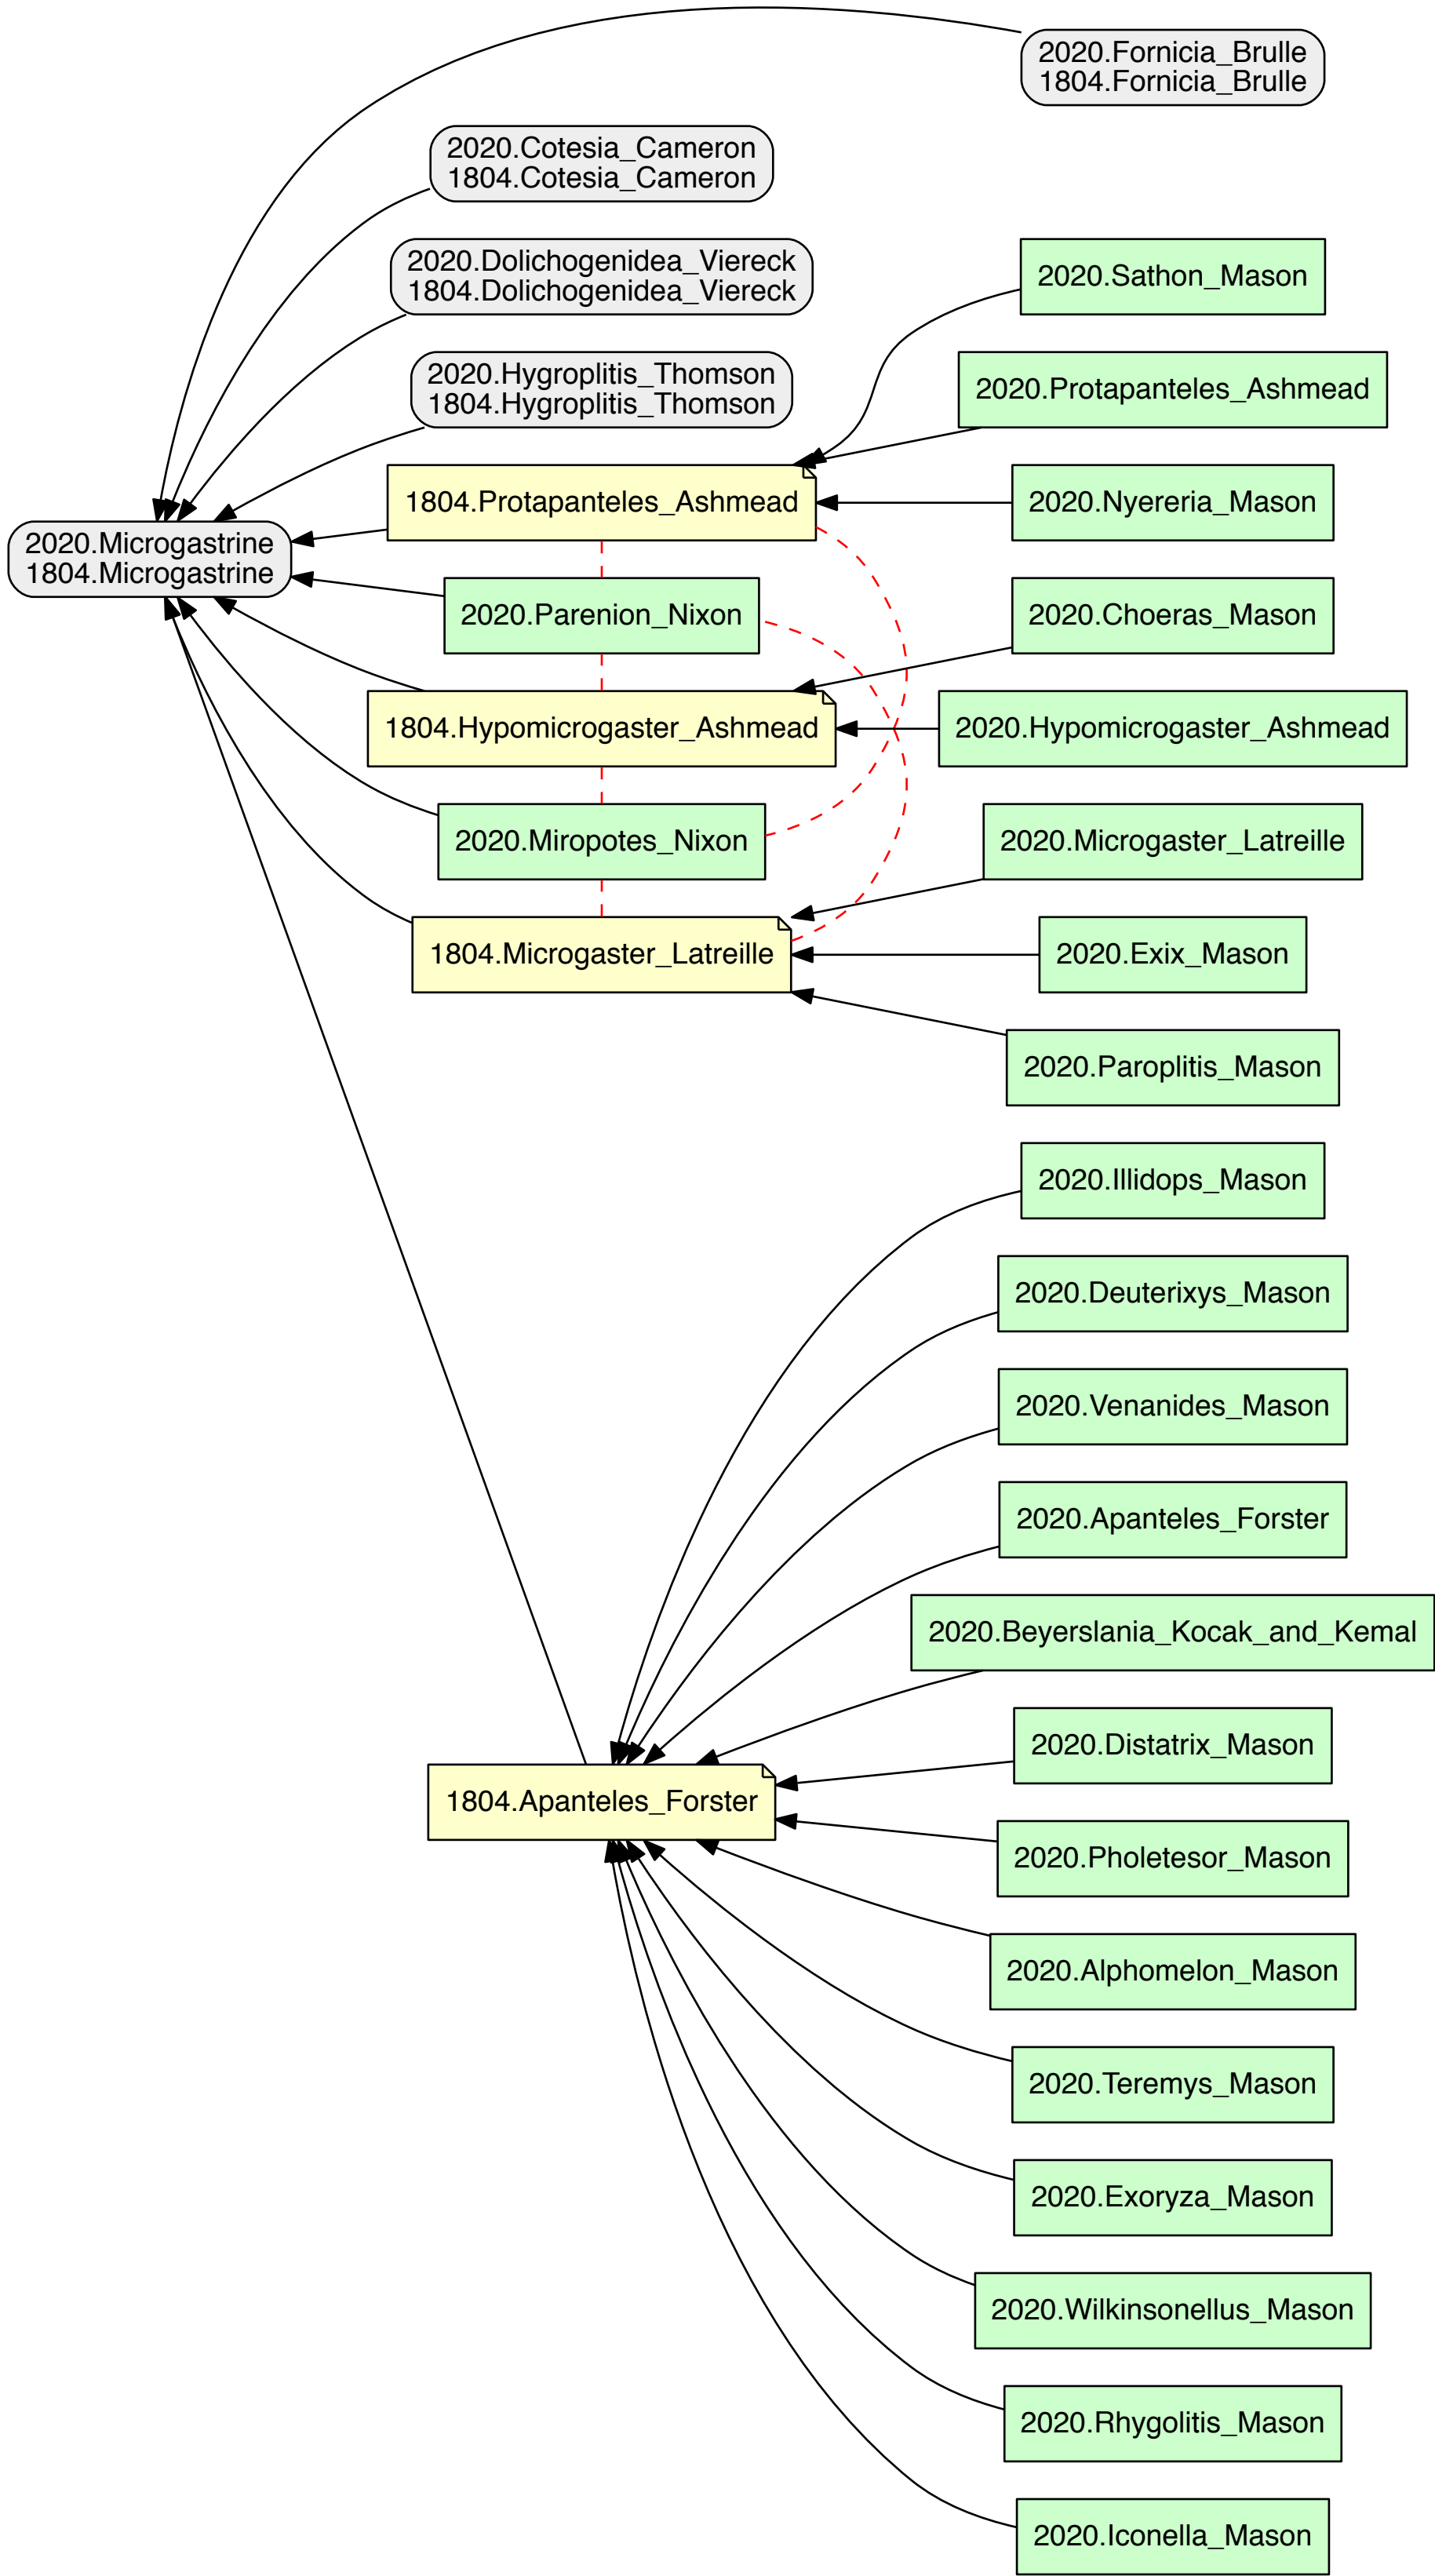 2020.Fornicia_Brulle
1804.Fornicia_Brulle
2020.Cotesia_Cameron
1804.Cotesia_Cameron
2020.Dolichogenidea_Viereck
1804.Dolichogenidea_Viereck
2020.Sathon_Mason
2020.Hygroplitis_Thomson
1804.Hygroplitis_Thomson
2020.Protapanteles_Ashmead
1804.Protapanteles_Ashmead
2020.Nyereria_Mason
2020.Microgastrine
1804.Microgastrine
2020.Parenion_Nixon
2020.Choeras_Mason
1804.Hypomicrogaster_Ashmead
2020.Hypomicrogaster_Ashmead
2020.Miropotes_Nixon
2020.Microgaster_Latreille
1804.Microgaster_Latreille
2020.Exix_Mason
2020.Paroplitis_Mason
2020.Illidops_Mason
2020.Deuterixys_Mason
2020.Venanides_Mason
2020.Apanteles_Forster
2020.Beyerslania_Kocak_and_Kemal
2020.Distatrix_Mason
1804.Apanteles_Forster
2020.Pholetesor_Mason
2020.Alphomelon_Mason
2020.Teremys_Mason
2020.Exoryza_Mason
2020.Wilkinsonellus_Mason
2020.Rhygolitis_Mason
2020.Iconella_Mason